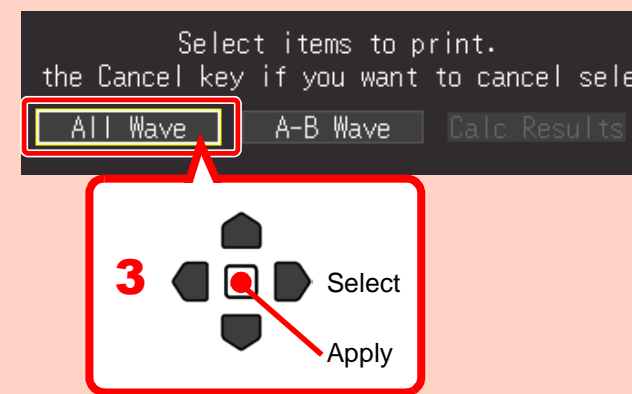 Select items to print.
the Cancel key if you want to cancel sele
All Wave A-B Wave Calc Results
3
Select
Apply